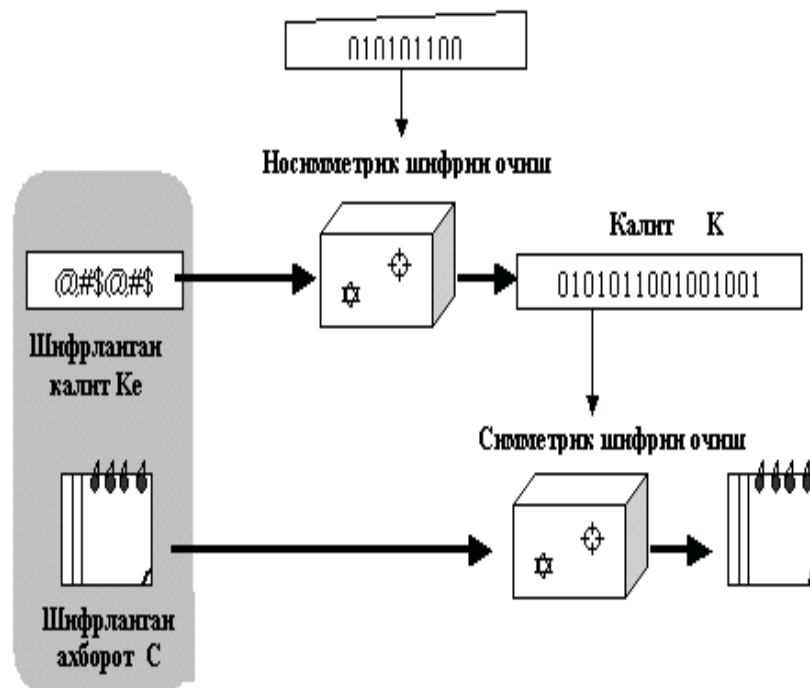 010101100
Носимметрик шифрни очиш
Калит K
@#$@#$
0101011001001001
Шифрланган
калит Ке
Симметрик шифрни очиш
Шифрланган
ахборот С